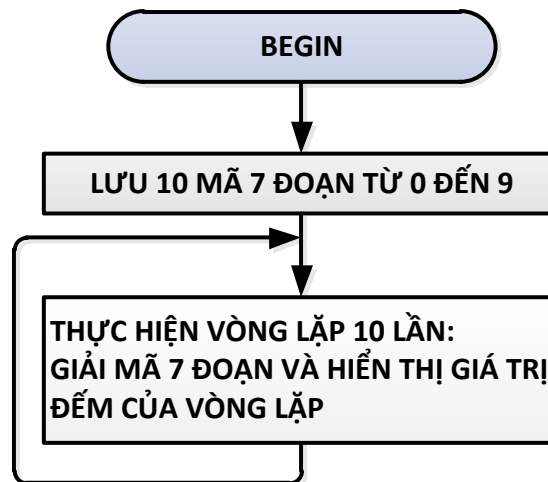 BEGIN
LƯU 10 MÃ 7 ĐOẠN TỪ 0 ĐẾN 9
THỰC HIỆN VÒNG LẶP 10 LẦN:
GIẢI MÃ 7 ĐOẠN VÀ HIỂN THỊ GIÁ TRỊ
ĐẾM CỦA VÒNG LẶP